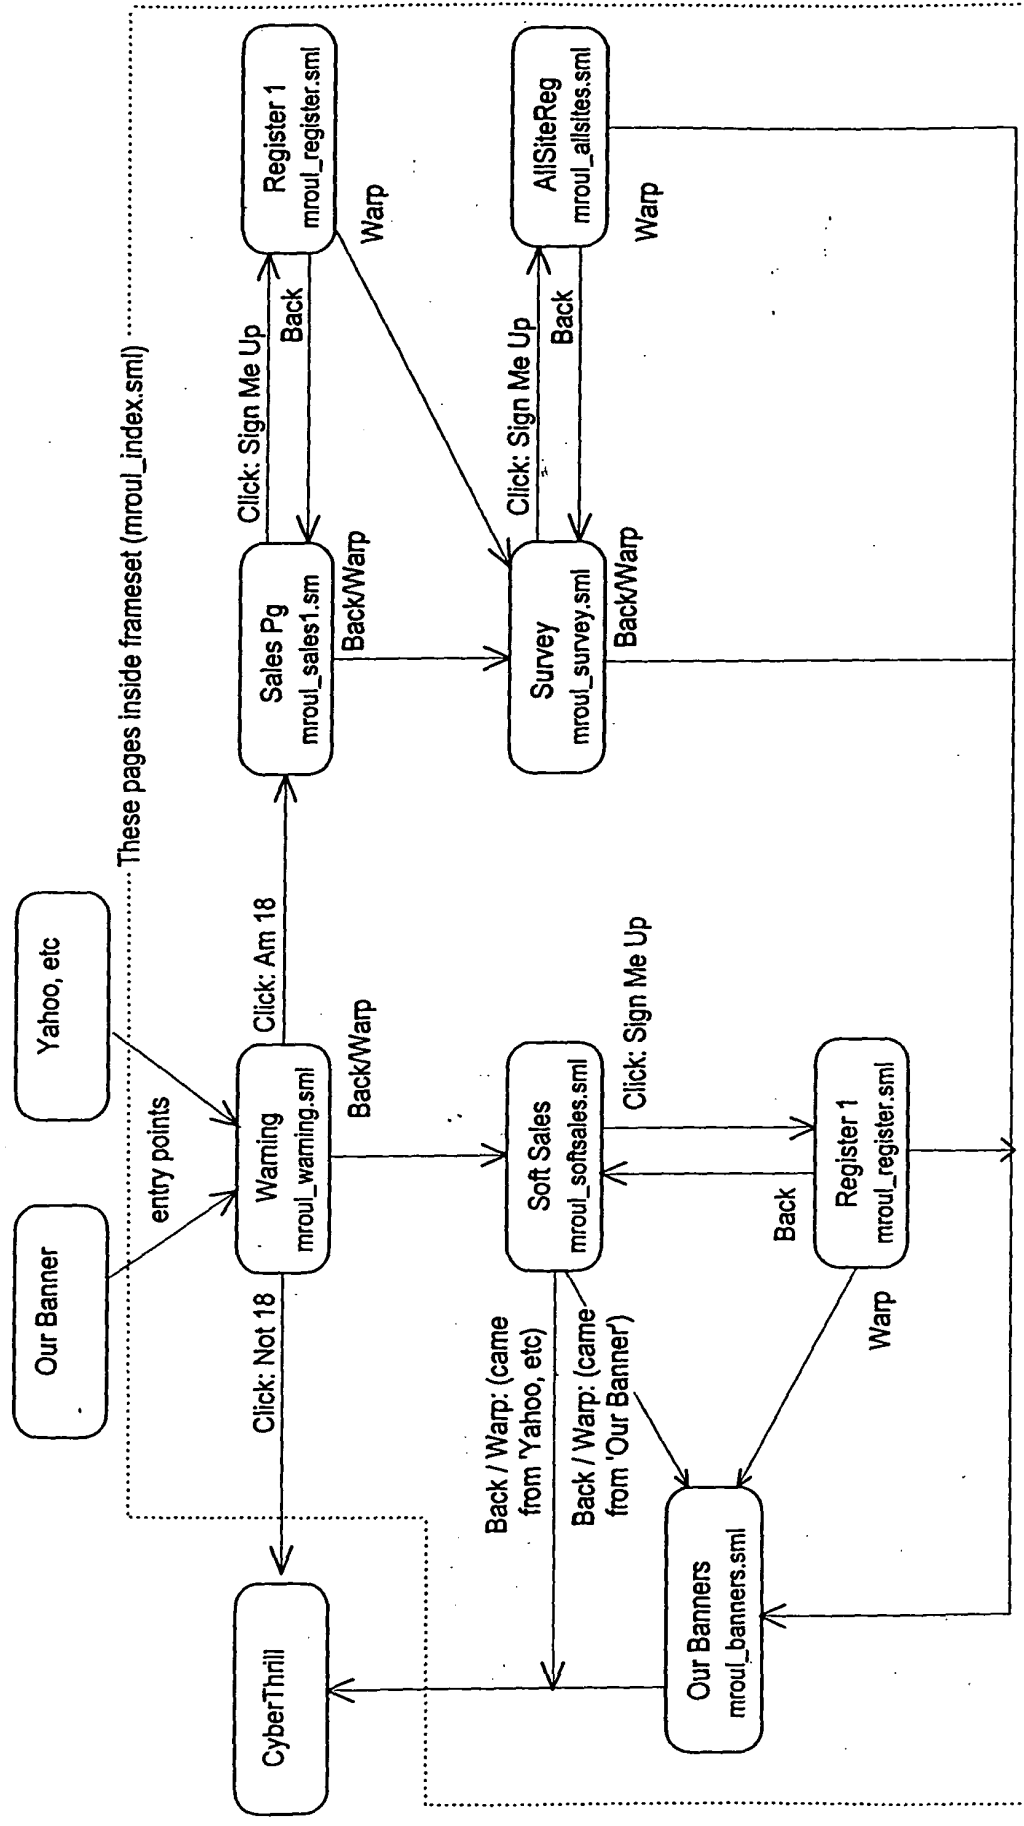 Our Banner
Yahoo, etc
entry points
These pages inside frameset (mroul_index.sml)
CyberThrill
Click: Not 18
Warning
mroul_warning.sml
Click: Am 18
Sales Pg
mroul_sales1.sm
Click: Sign Me Up
Back
Register 1
mroul_register.sml
Back/Warp
Back/Warp
Warp
Back / Warp: (came
from 'Yahoo, etc)
Back / Warp: (came
from 'Our Banner')
Soft Sales
mroul_softsales.sml
Survey
mroul_survey.sml
Click: Sign Me Up
Back
AllSiteReg
mroul_allsites.sml
Click: Sign Me Up
Back/Warp
Warp
Our Banners
mroul_banners.sml
Back
Register 1
mroul_register.sml
Warp